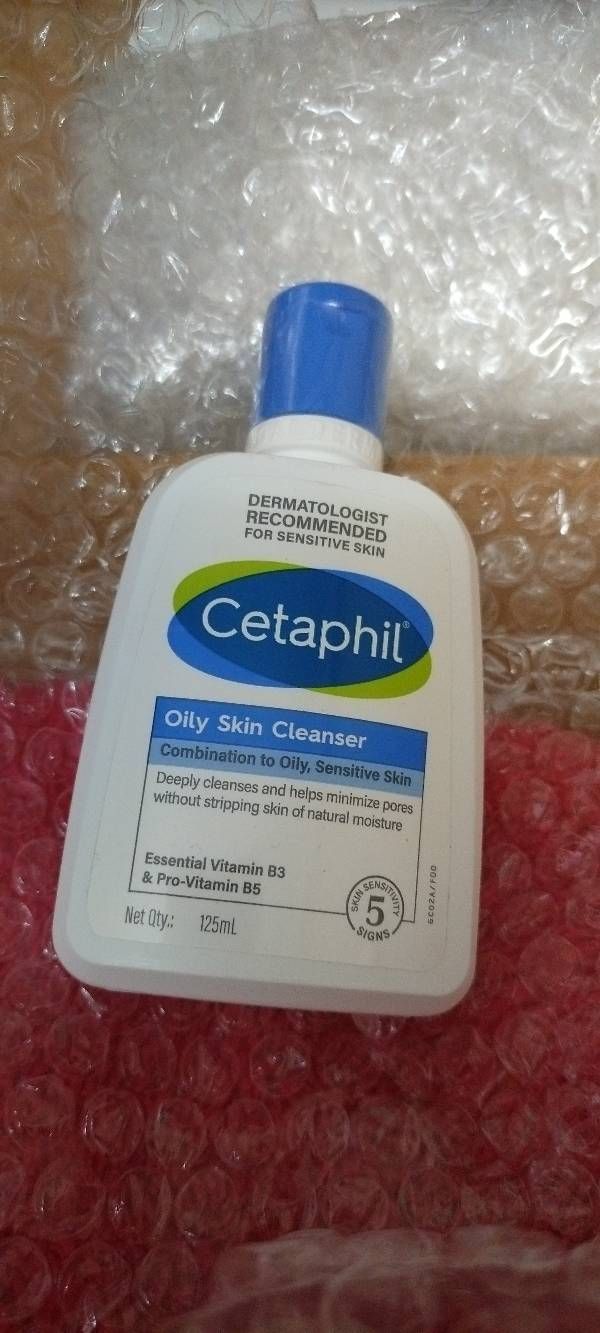 DERMATOLOGIST
RECOMMENDED
FOR SENSITIVE SKIN
Cetaphil®
Oily Skin Cleanser
Combination to Oily, Sensitive Skin
Deeply cleanses and helps minimize pores
without stripping skin of natural moisture
Essential Vitamin B3
& Pro-Vitamin B5
SKIN SENSITIVITY
5
SIGNS
Net Qty.: 125mL
6C02A/F00